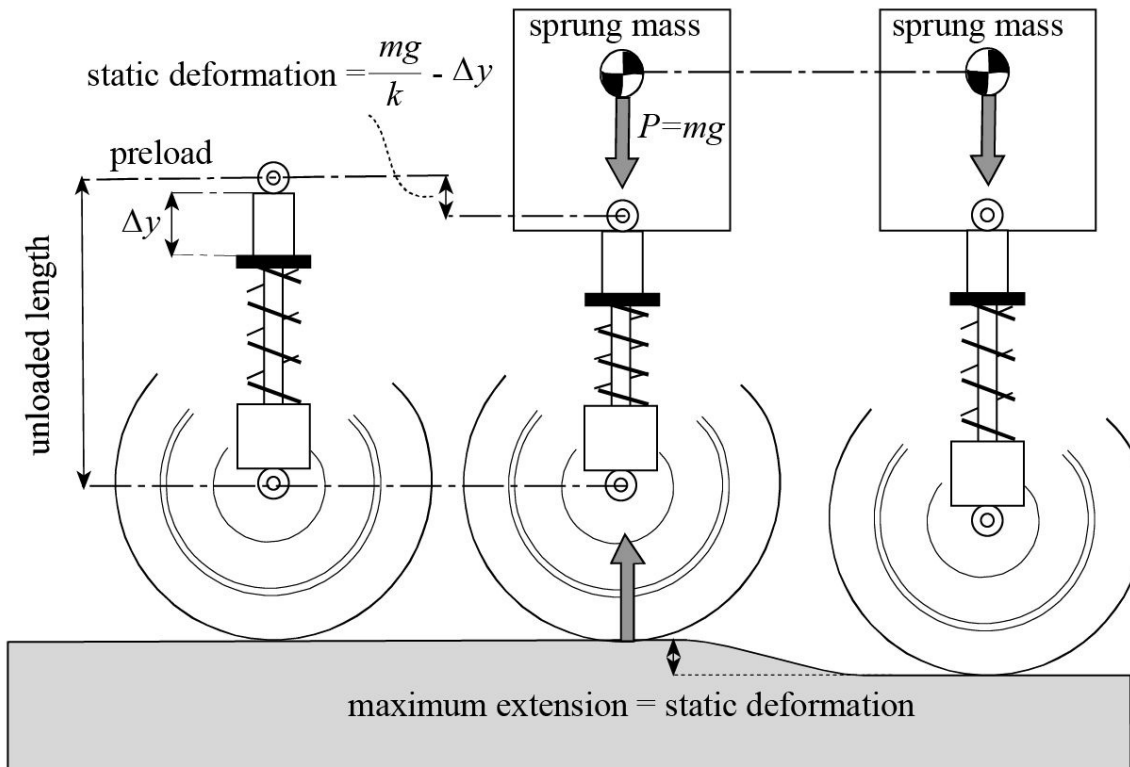 sprung mass
sprung mass
static deformation = mg/k - Δy
P=mg
preload
Δy
unloaded length
maximum extension = static deformation